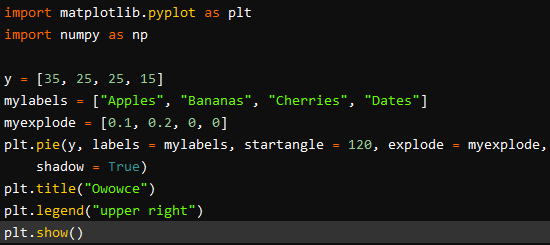 import matplotlib.pyplot as plt
import numpy as np
y = [35, 25, 25, 15]
mylabels = ["Apples", "Bananas", "Cherries", "Dates"]
myexplode = [0.1, 0.2, 0, 0]
plt.pie(y, labels = mylabels, startangle = 120, explode = myexplode,
shadow = True)
plt.title("Owowce")
plt.legend("upper right")
plt.show()